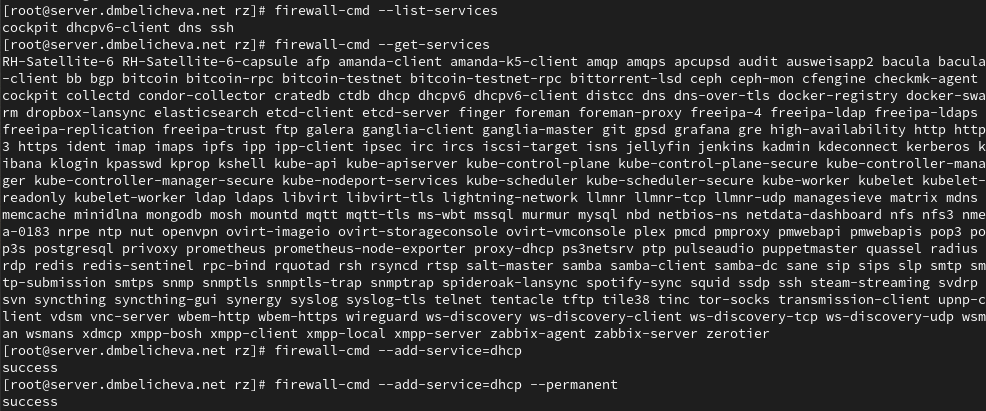 [root@server.dmbelicheva.net rz]# firewall-cmd --list-services
cockpit dhcpv6-client dns ssh
[root@server.dmbelicheva.net rz]# firewall-cmd --get-services
RH-Satellite-6 RH-Satellite-6-capsule afp amanda-client amanda-k5-client amqp amqps apcupsd audit ausweisapp2 bacula bacula
-client bb bgp bitcoin bitcoin-rpc bitcoin-testnet bitcoin-testnet-rpc bittorrent-lsd ceph ceph-mon cfengine checkmk-agent
cockpit collectd condor-collector cratedb ctdb dhcp dhcpv6 dhcpv6-client distcc dns dns-over-tls docker-registry docker-swa
rm dropbox-lansync elasticsearch etcd-client etcd-server finger foreman foreman-proxy freeipa-4 freeipa-ldap freeipa-ldaps
freeipa-replication freeipa-trust ftp galera ganglia-client ganglia-master git gpsd grafana gre high-availability http http
3 https ident imap imaps ipfs ipp ipp-client ipsec irc ircs iscsi-target isns jellyfin jenkins kadmin kdeconnect kerberos k
ibana klogin kpasswd kprop kshell kube-api kube-apiserver kube-control-plane kube-control-plane-secure kube-controller-mana
ger kube-controller-manager-secure kube-nodeport-services kube-scheduler kube-scheduler-secure kube-worker kubelet kubelet-
readonly kubelet-worker ldap ldaps libvirt libvirt-tls lightning-network llmnr llmnr-tcp llmnr-udp managesieve matrix mdns
memcache minidlna mongodb mosh mountd mqtt mqtt-tls ms-wbt mssql murmur mysql nbd netbios-ns netdata-dashboard nfs nfs3 nme
a-0183 nrpe ntp nut openvpn ovirt-imageio ovirt-storageconsole ovirt-vmconsole plex pmcd pmproxy pmwebapi pmwebapis pop3 po
p3s postgresql privoxy prometheus prometheus-node-exporter proxy-dhcp ps3netsrv ptp pulseaudio puppetmaster quassel radius
rdp redis redis-sentinel rpc-bind rquotad rsh rsyncd rtsp salt-master samba samba-client samba-dc sane sip sips slp smtp sm
tp-submission smtps snmp snmptls snmptls-trap snmptrap spideroak-lansync spotify-sync squid ssdp ssh steam-streaming svdrp
svn syncthing syncthing-gui synergy syslog syslog-tls telnet tentacle tftp tile38 tinc tor-socks transmission-client upnp-c
lient vdsm vnc-server wbem-http wbem-https wireguard ws-discovery ws-discovery-client ws-discovery-tcp ws-discovery-udp wsm
an wsmans xdmcp xmpp-bosh xmpp-client xmpp-local xmpp-server zabbix-agent zabbix-server zerotier
[root@server.dmbelicheva.net rz]# firewall-cmd --add-service=dhcp
success
[root@server.dmbelicheva.net rz]# firewall-cmd --add-service=dhcp --permanent
success